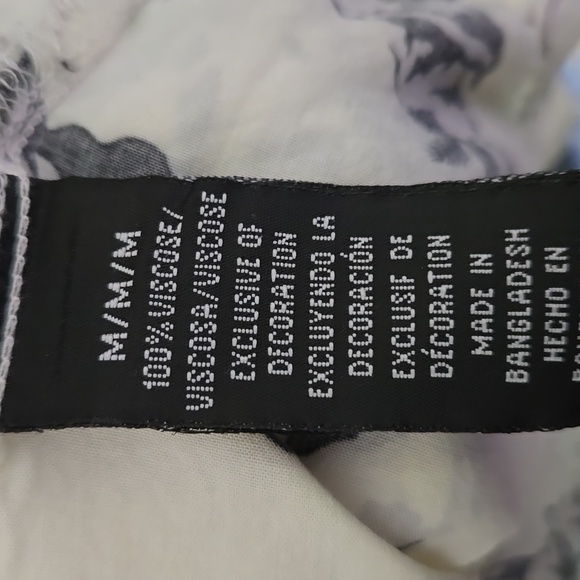 M/M/M
100% VISCOSE/
VISCOSA/VISCOSE
EXCLUSIVE OF
DECORATION
EXCLUYENDO LA
DECORACIÓN
EXCLUSIF DE
DÉCORATION
MADE IN
BANGLADESH
HECHO EN